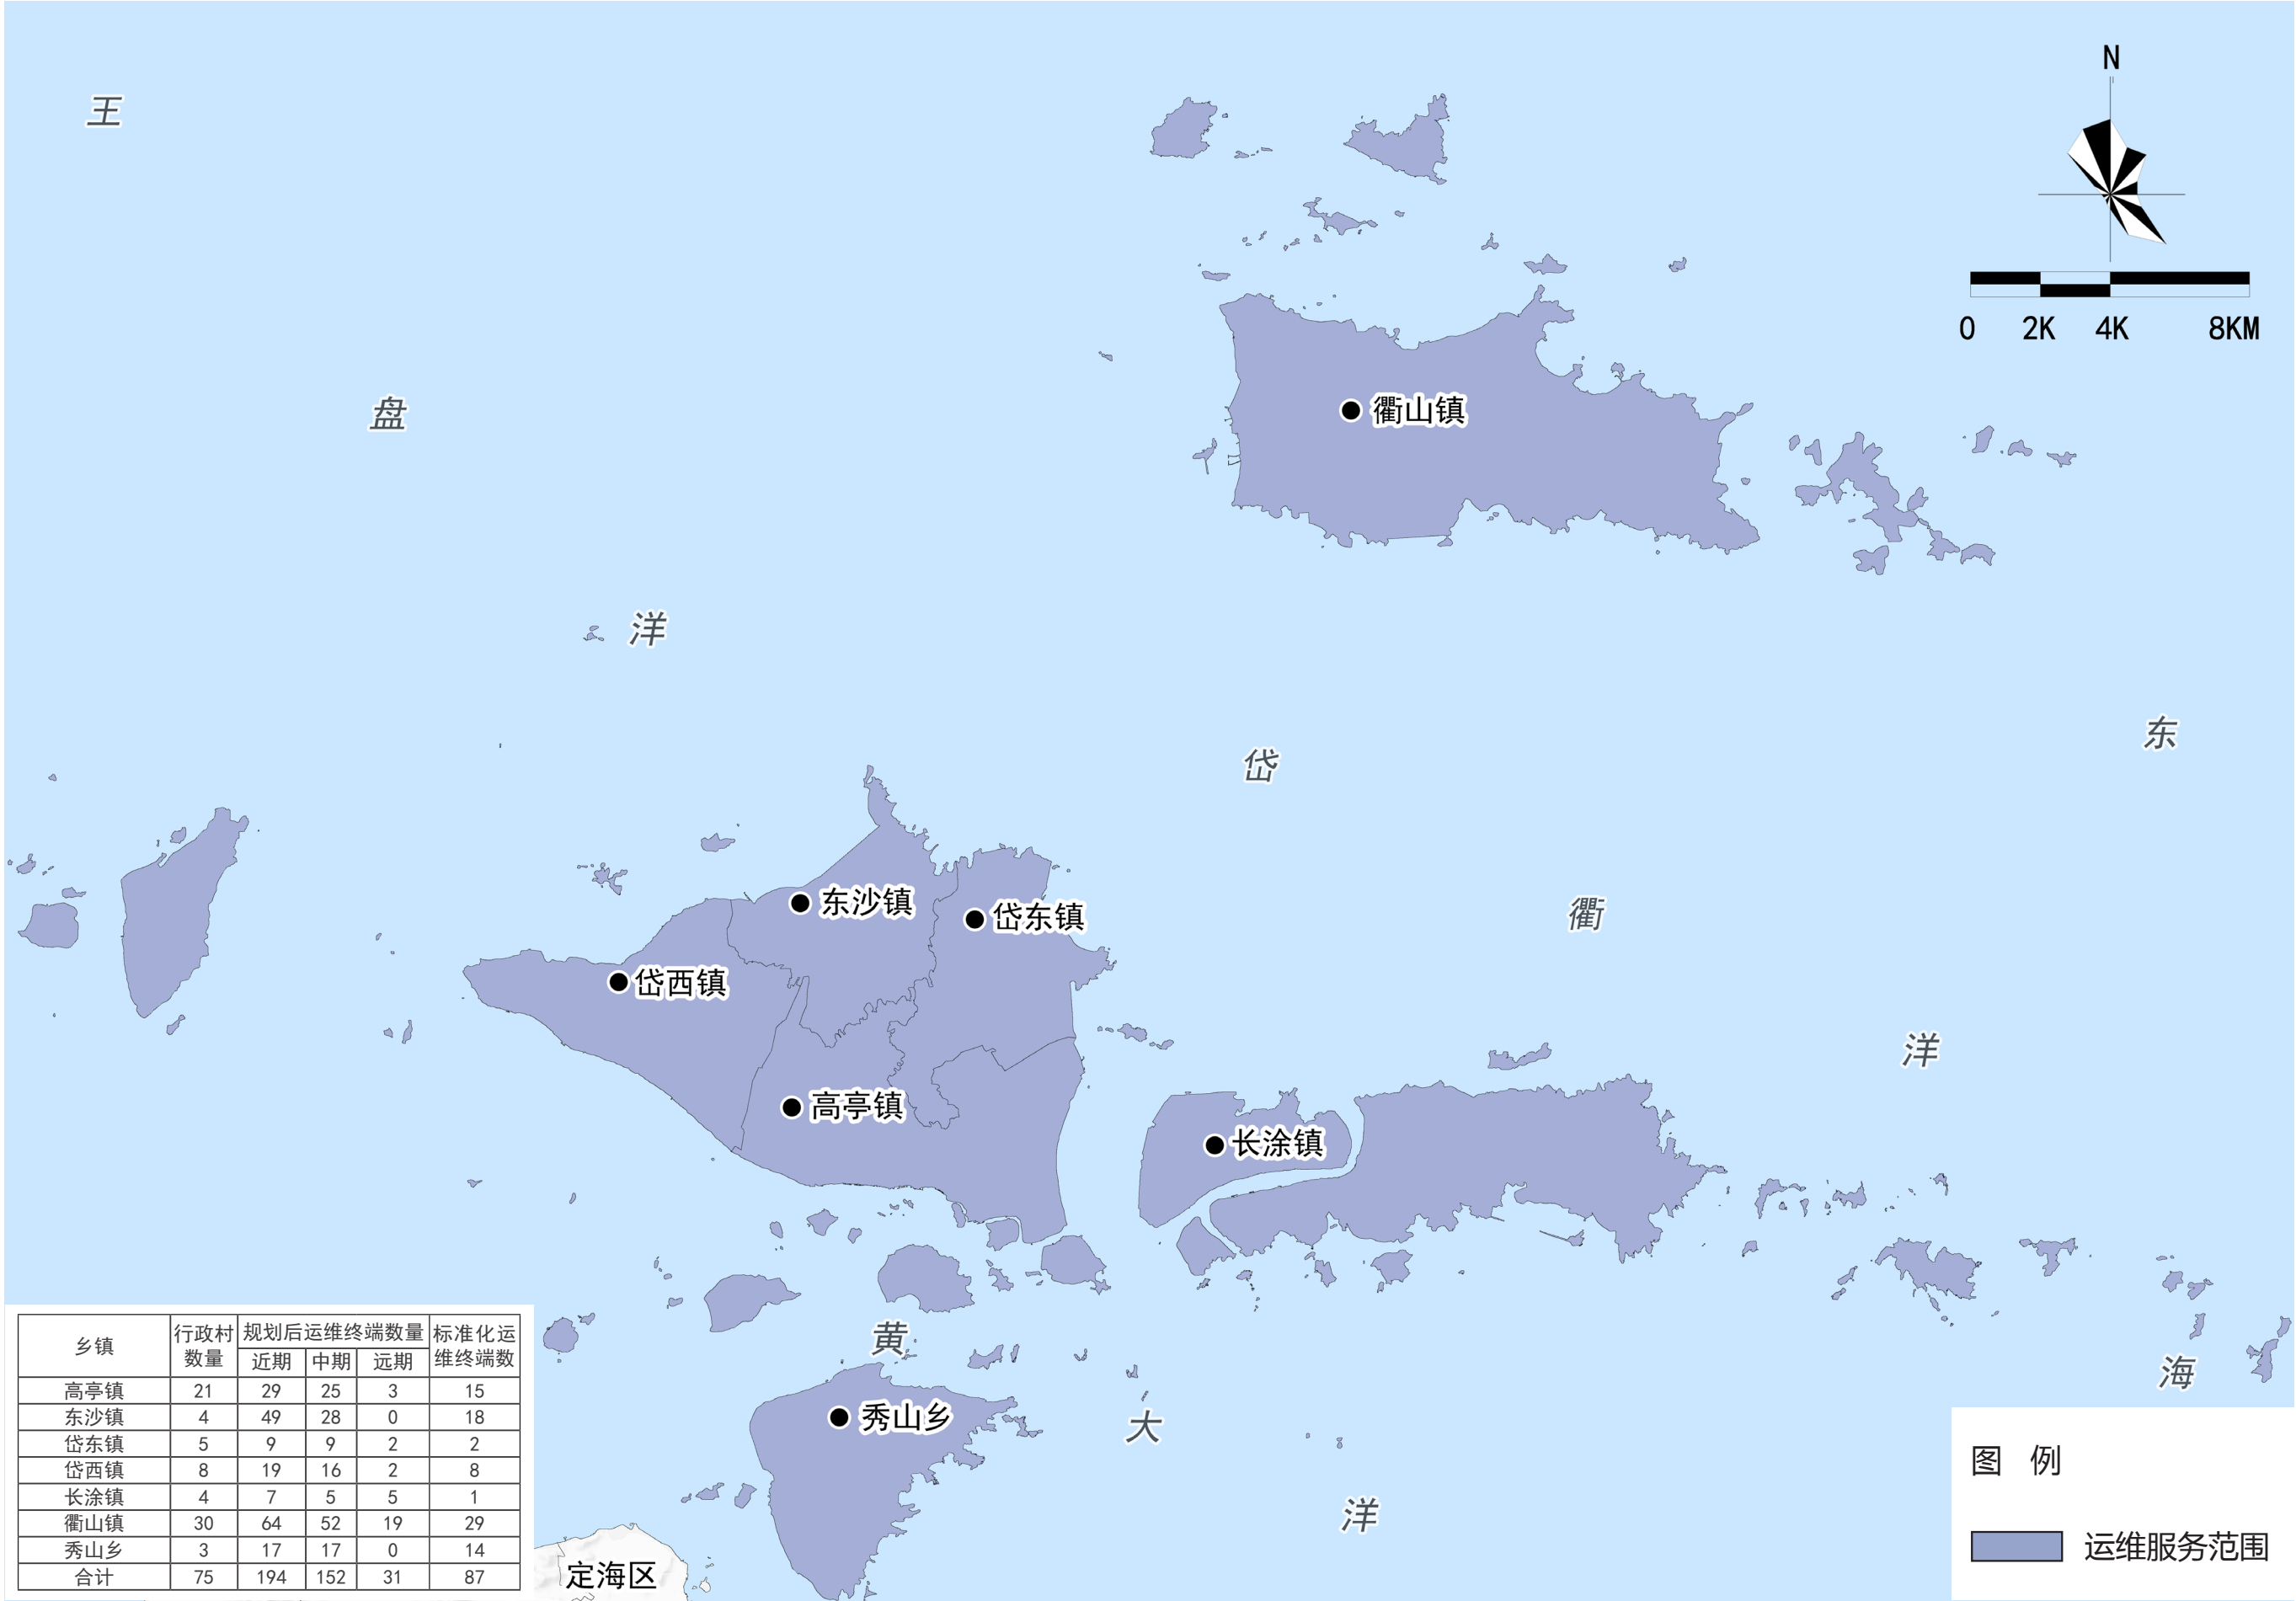 王
N
盘
0 2K 4K 8KM
衢山镇
洋
东
岱
东沙镇
衢
岱东镇
岱西镇
洋
高亭镇
长涂镇
黄
海
大
秀山乡
洋
定海区
乡镇 行政村数量 规划后运维终端数量 标准化运维终端数
近期 中期 远期
高亭镇 21 29 25 3 15
东沙镇 4 49 28 0 18
岱东镇 5 9 9 2 2
岱西镇 8 19 16 2 8
长涂镇 4 7 5 5 1
衢山镇 30 64 52 19 29
秀山乡 3 17 17 0 14
合计 75 194 152 31 87
图 例
运维服务范围